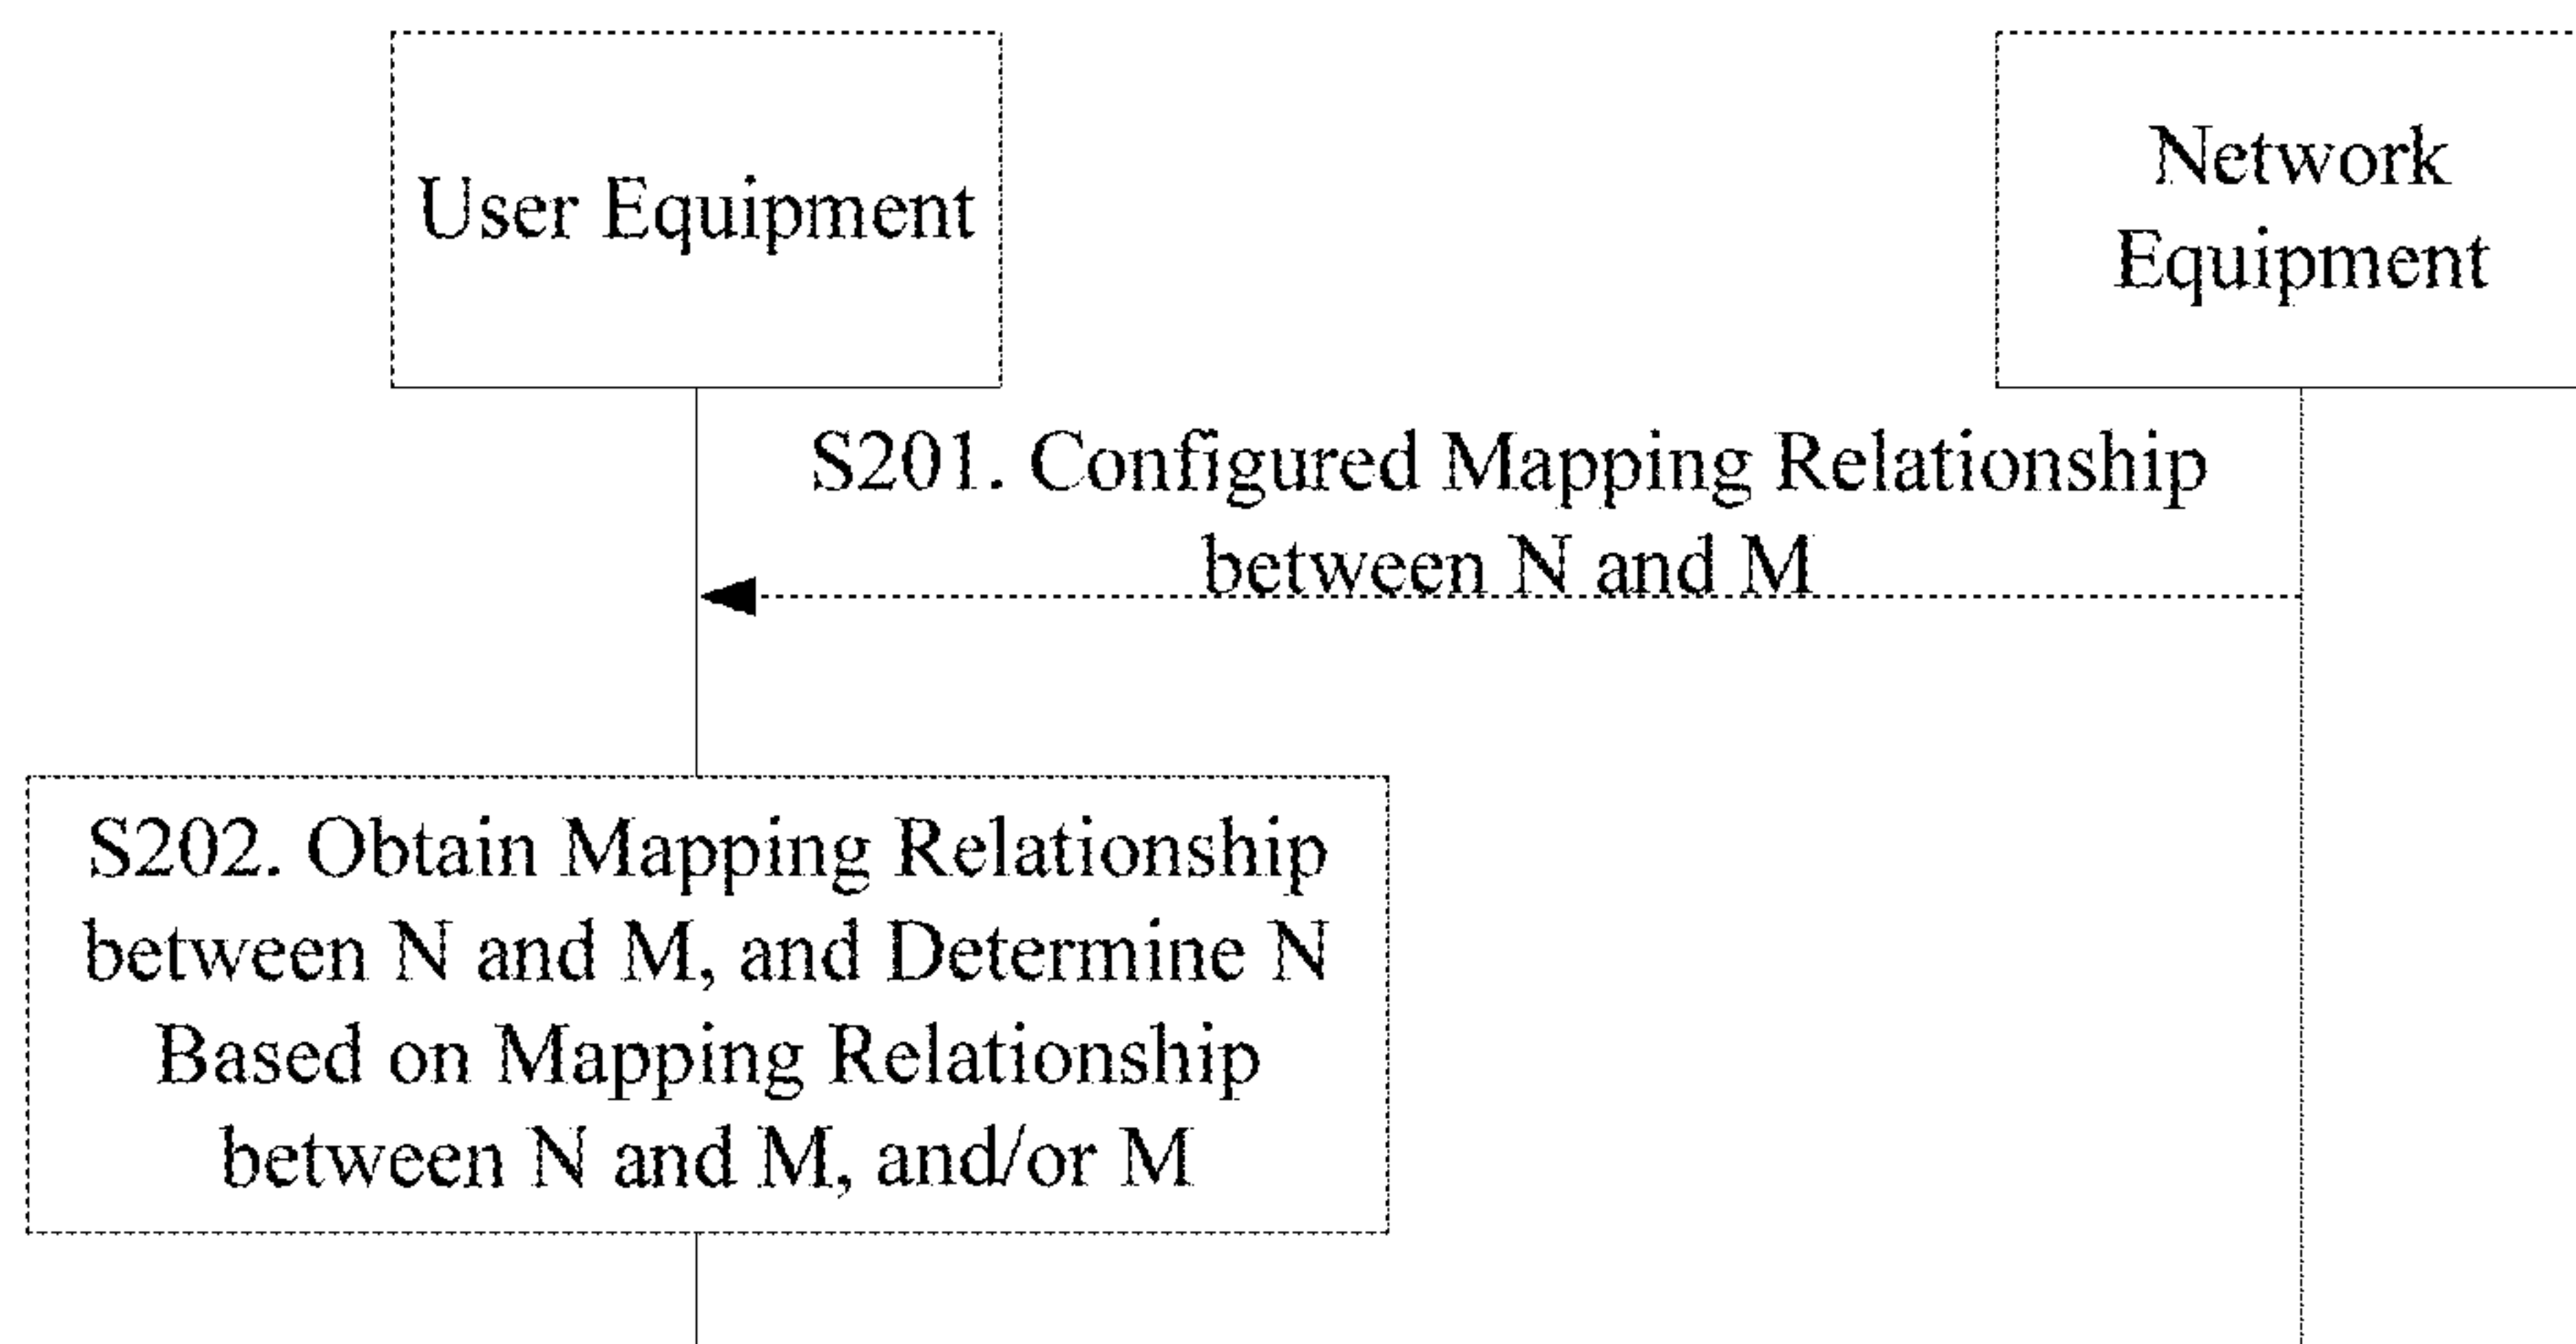 User Equipment
Network
Equipment
S201. Configured Mapping Relationship
between N and M
S202. Obtain Mapping Relationship
between N and M, and Determine N
Based on Mapping Relationship
between N and M, and/or M